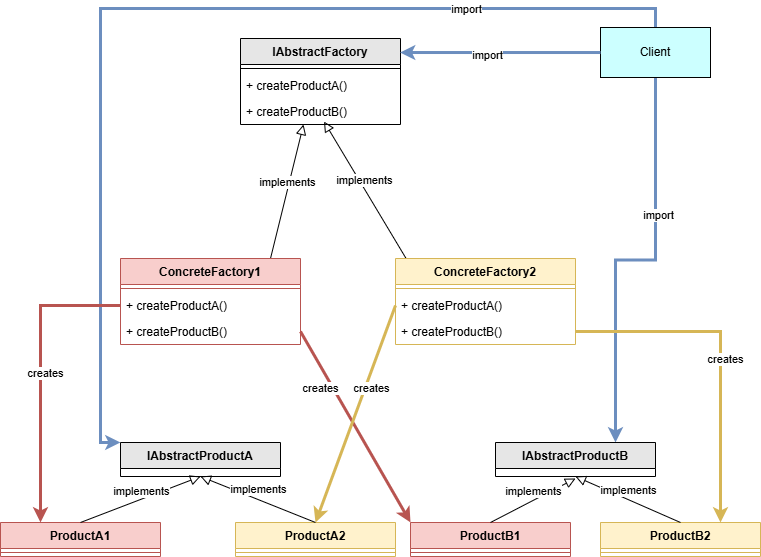 import
IAbstractFactory
Client
import
+ createProductA()
+ createProductB()
implements
implements
import
ConcreteFactory1
ConcreteFactory2
+ createProductA()
+ createProductA()
+ createProductB()
+ createProductB()
creates
creates
creates
creates
IAbstractProductA
IAbstractProductB
implements
implements
implements
implements
ProductA1
ProductA2
ProductB1
ProductB2